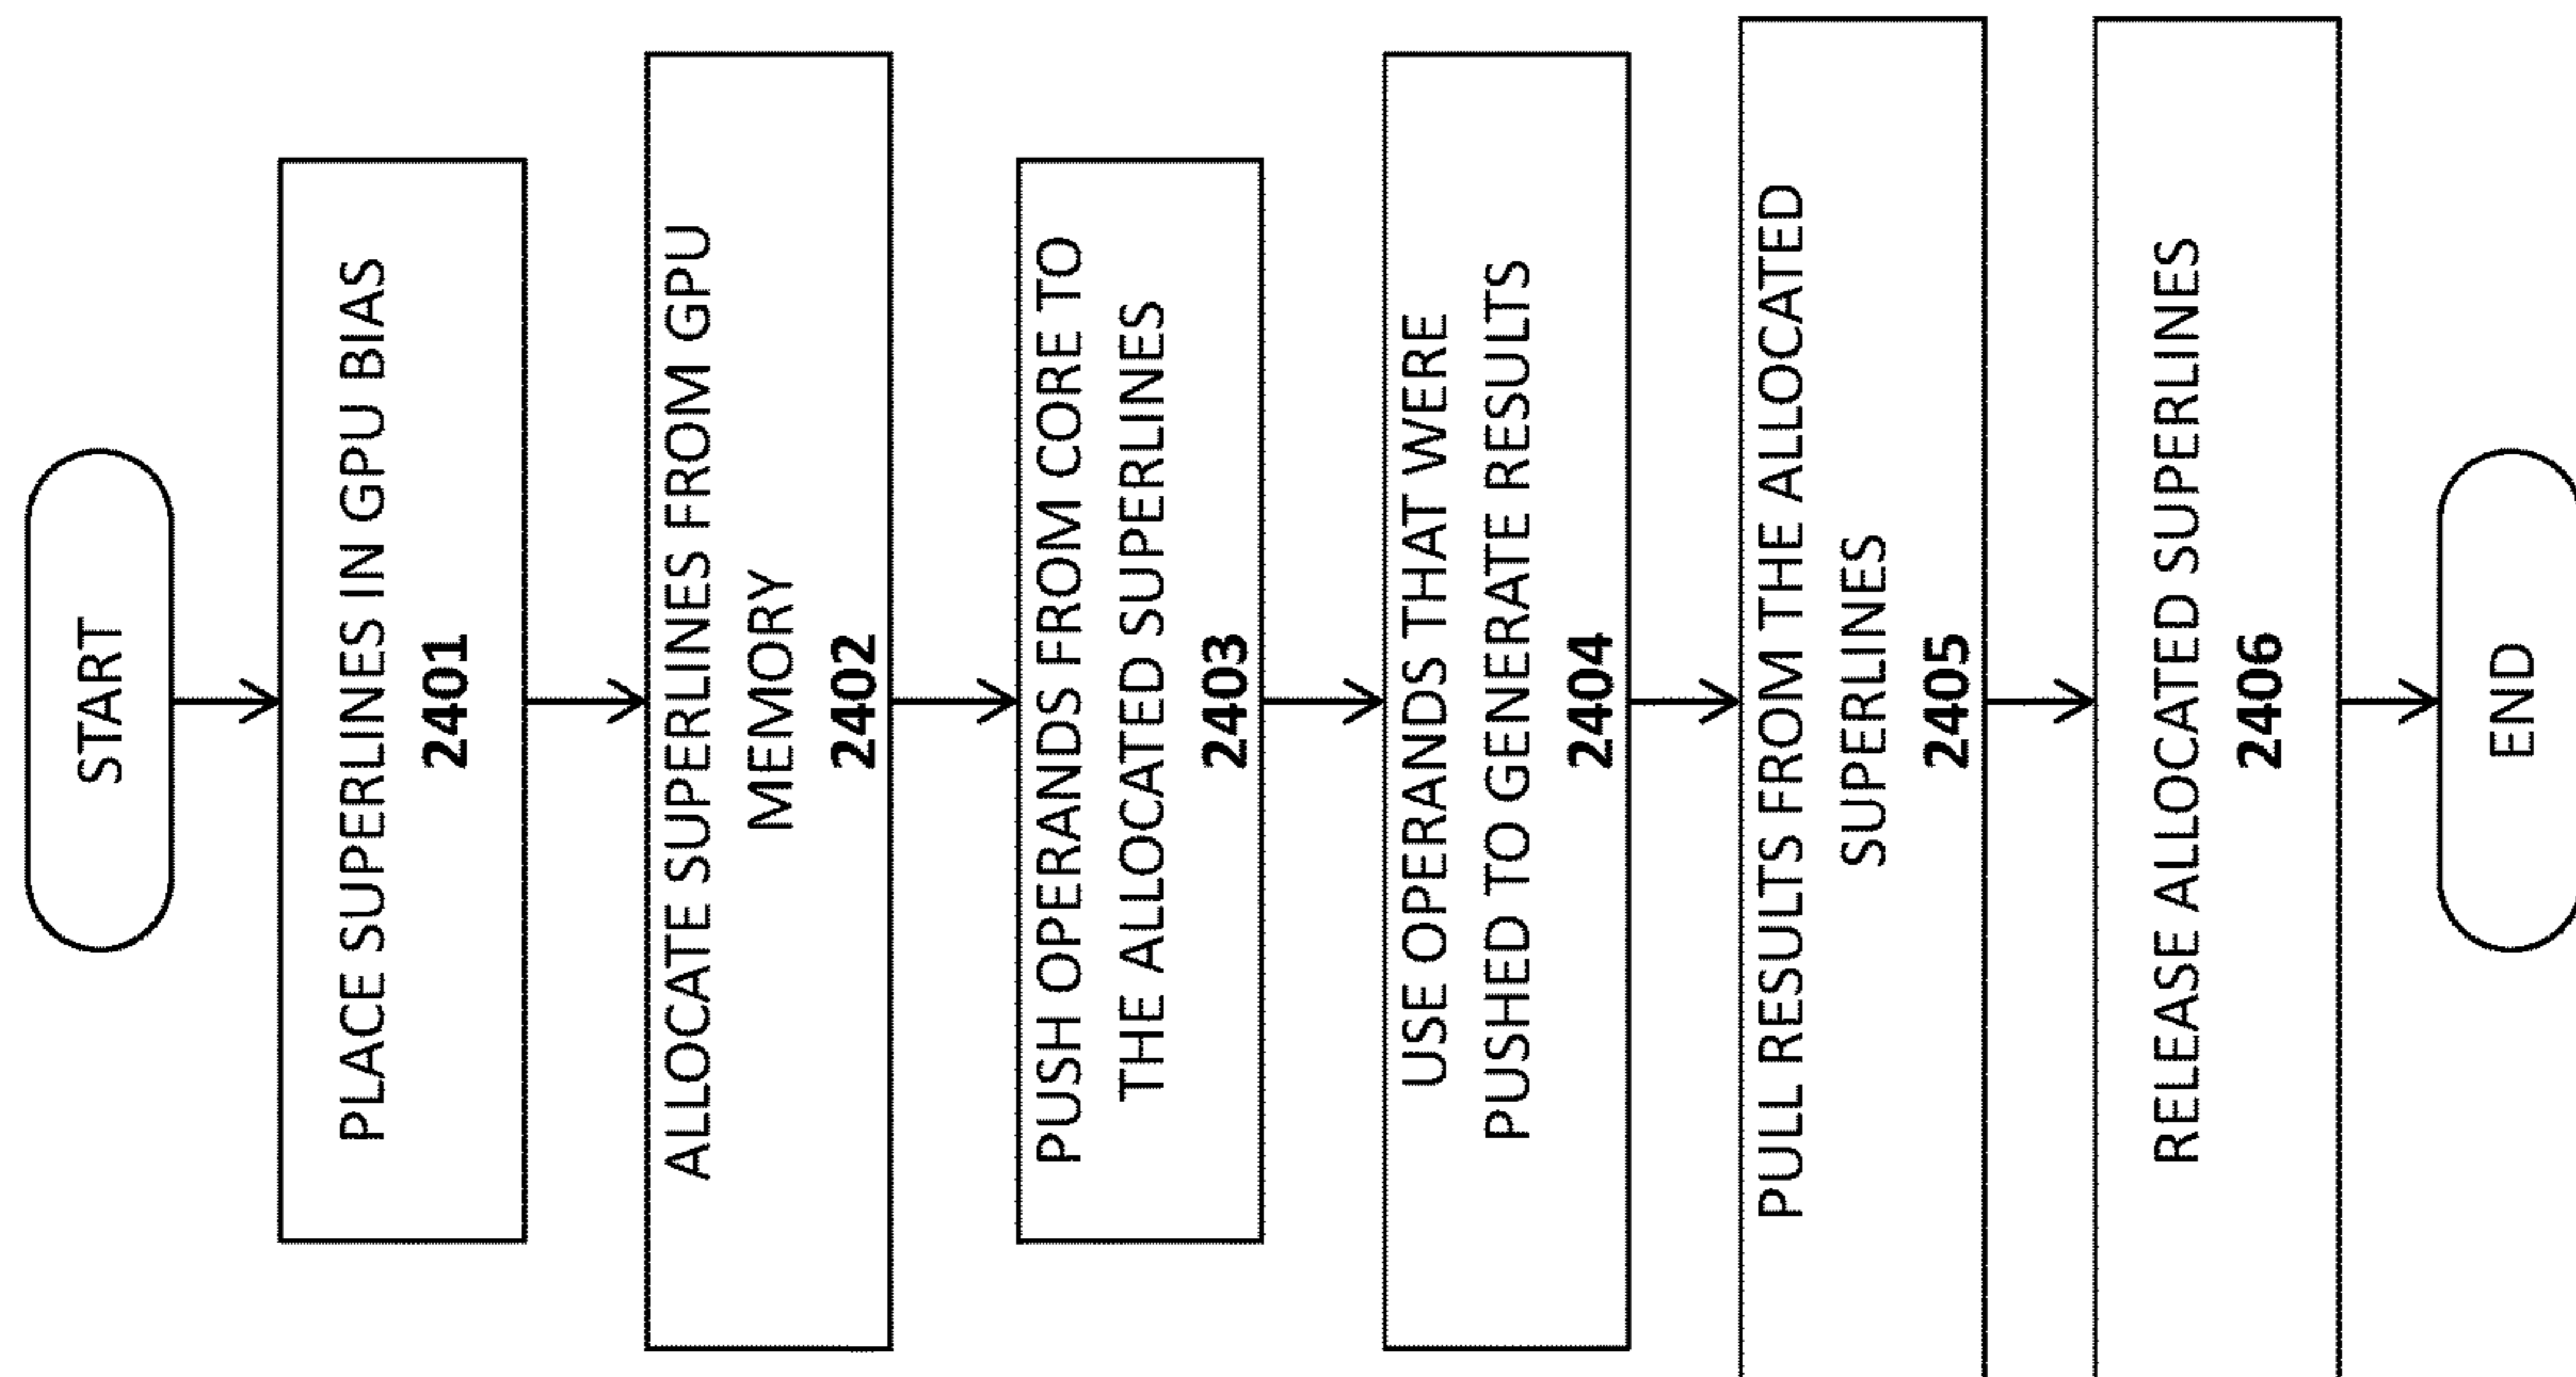 START
PLACE SUPERLINES IN GPU BIAS
2401
ALLOCATE SUPERLINES FROM GPU
MEMORY
2402
PUSH OPERANDS FROM CORE TO
THE ALLOCATED SUPERLINES
2403
USE OPERANDS THAT WERE
PUSHED TO GENERATE RESULTS
2404
PULL RESULTS FROM THE ALLOCATED
SUPERLINES
2405
RELEASE ALLOCATED SUPERLINES
2406
END